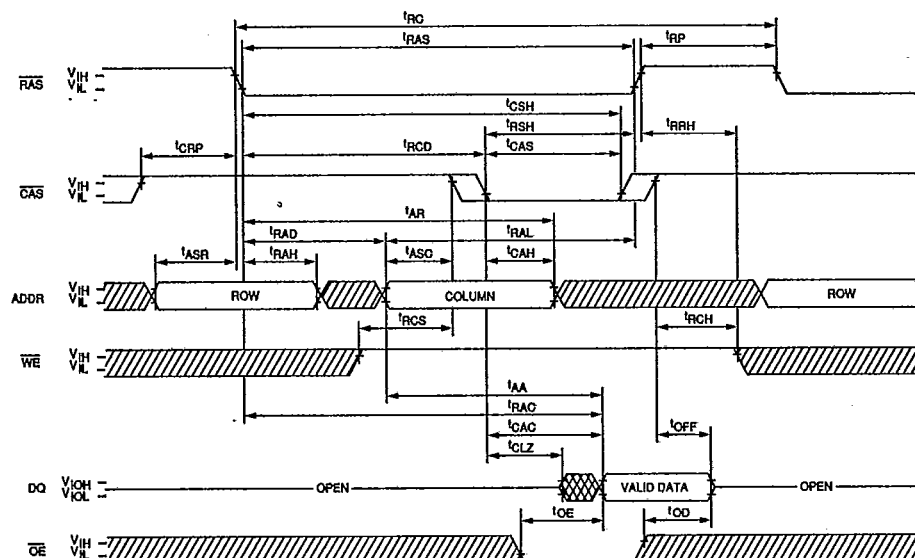 tRC
tRAS
tRP
RAS VIH VIL
tCSH
tRSH
tRRH
tCRP
tRCD
tCAS
CAS VIH VIL
tAR
tRAD
tRAL
tASR
tRAH
tASC
tCAH
ADDR VIH VIL ROW COLUMN ROW
tRCS
tRCH
WE VIH VIL
tAA
tRAC
tCAC
tOFF
tCLZ
DQ VIOH VIOL OPEN VALID DATA OPEN
tOE
tOD
OE VIH VIL